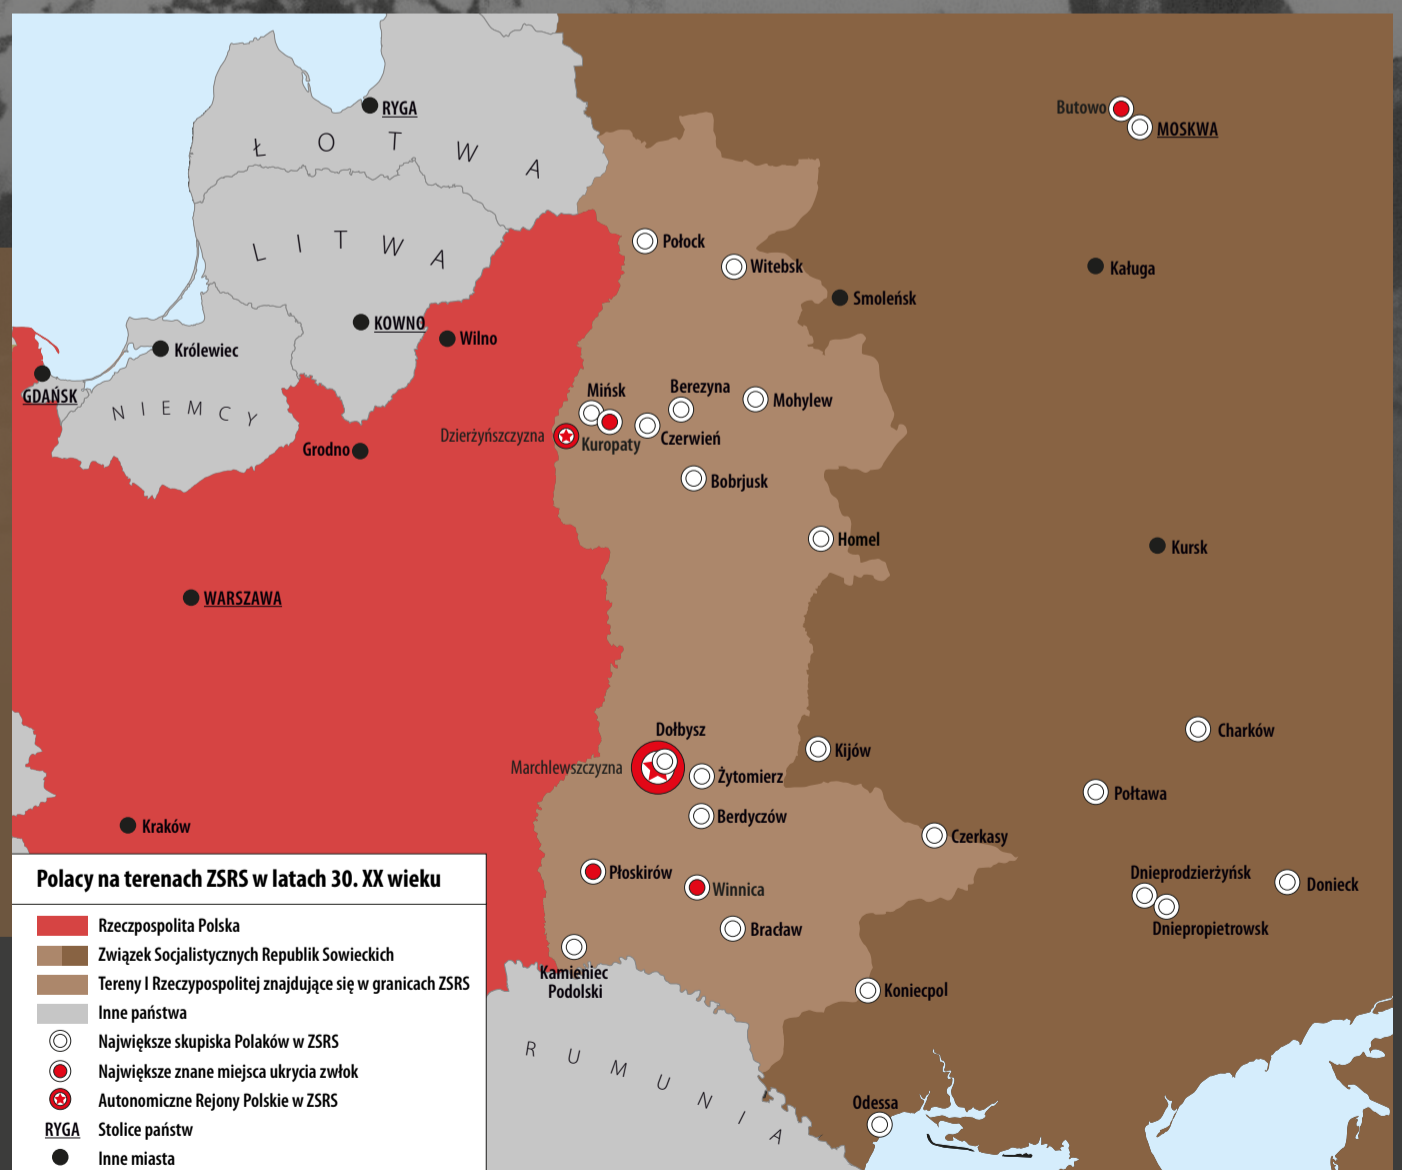 RYGA
ŁOTWA
Butowo
MOSKWA
LITWA
Połock
Witebsk
Kaługa
Smoleńsk
KOWNO
Wilno
Królewiec
GDAŃSK
NIEMCY
Mińsk
Berezyna
Mohylew
Dzierżyńszczyzna
Kuropaty
Czerwień
Grodno
Bobrjusk
Homel
Kursk
WARSZAWA
Dołbysz
Charków
Kijów
Marchlewszczyzna
Żytomierz
Połtawa
Berdyczów
Kraków
Czerkasy
Płoskirów
Winnica
Dnieprodzierżyńsk
Donieck
Dniepropietrowsk
Bracław
Kamieniec
Podolski
Koniecpol
RUMUNIA
Odessa
Polacy na terenach ZSRS w latach 30. XX wieku
Rzeczpospolita Polska
Związek Socjalistycznych Republik Sowieckich
Tereny I Rzeczypospolitej znajdujące się w granicach ZSRS
Inne państwa
Największe skupiska Polaków w ZSRS
Największe znane miejsca ukrycia zwłok
Autonomiczne Rejony Polskie w ZSRS
RYGA Stolice państw
Inne miasta